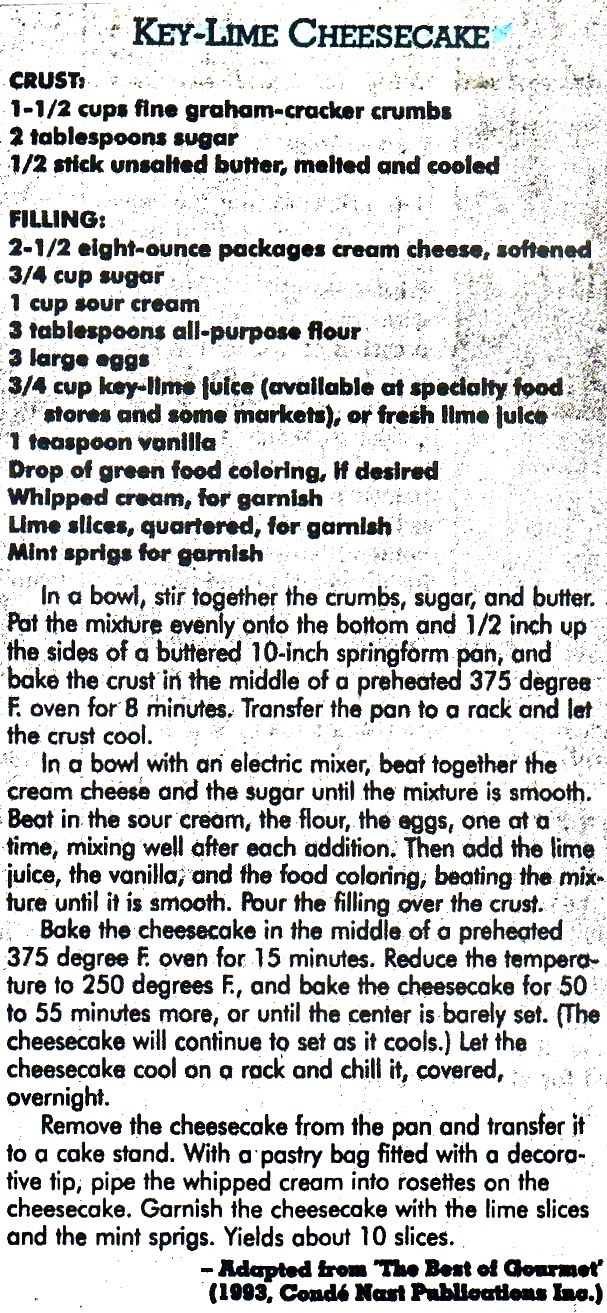 KEY-LIME CHEESECAKE
CRUST:
1-1/2 cups fine graham-cracker crumbs
2 tablespoons sugar
1/2 stick unsalted butter, melted and cooled
FILLING:
2-1/2 eight-ounce packages cream cheese, softened
3/4 cup sugar
1 cup sour cream
3 tablespoons all-purpose flour
3 large eggs
3/4 cup key-lime juice (available at specialty food
stores and some markets), or fresh lime juice
1 teaspoon vanilla
Drop of green food coloring, if desired
Whipped cream, for garnish
Lime slices, quartered, for garnish
Mint sprigs for garnish
In a bowl, stir together the crumbs, sugar, and butter.
Pat the mixture evenly onto the bottom and 1/2 inch up
the sides of a buttered 10-inch springform pan, and
bake the crust in the middle of a preheated 375 degree
F. oven for 8 minutes. Transfer the pan to a rack and let
the crust cool.
In a bowl with an electric mixer, beat together the
cream cheese and the sugar until the mixture is smooth.
Beat in the sour cream, the flour, the eggs, one at a
time, mixing well after each addition. Then add the lime
juice, the vanilla, and the food coloring, beating the mix-
ture until it is smooth. Pour the filling over the crust.
Bake the cheesecake in the middle of a preheated
375 degree F. oven for 15 minutes. Reduce the tempera-
ture to 250 degrees F., and bake the cheesecake for 50
to 55 minutes more, or until the center is barely set. (The
cheesecake will continue to set as it cools.) Let the
cheesecake cool on a rack and chill it, covered,
overnight.
Remove the cheesecake from the pan and transfer it
to a cake stand. With a pastry bag fitted with a decora-
tive tip, pipe the whipped cream into rosettes on the
cheesecake. Garnish the cheesecake with the lime slices
and the mint sprigs. Yields about 10 slices.
– Adapted from 'The Best of Gourmet'
(1993, Condé Nast Publications Inc.)